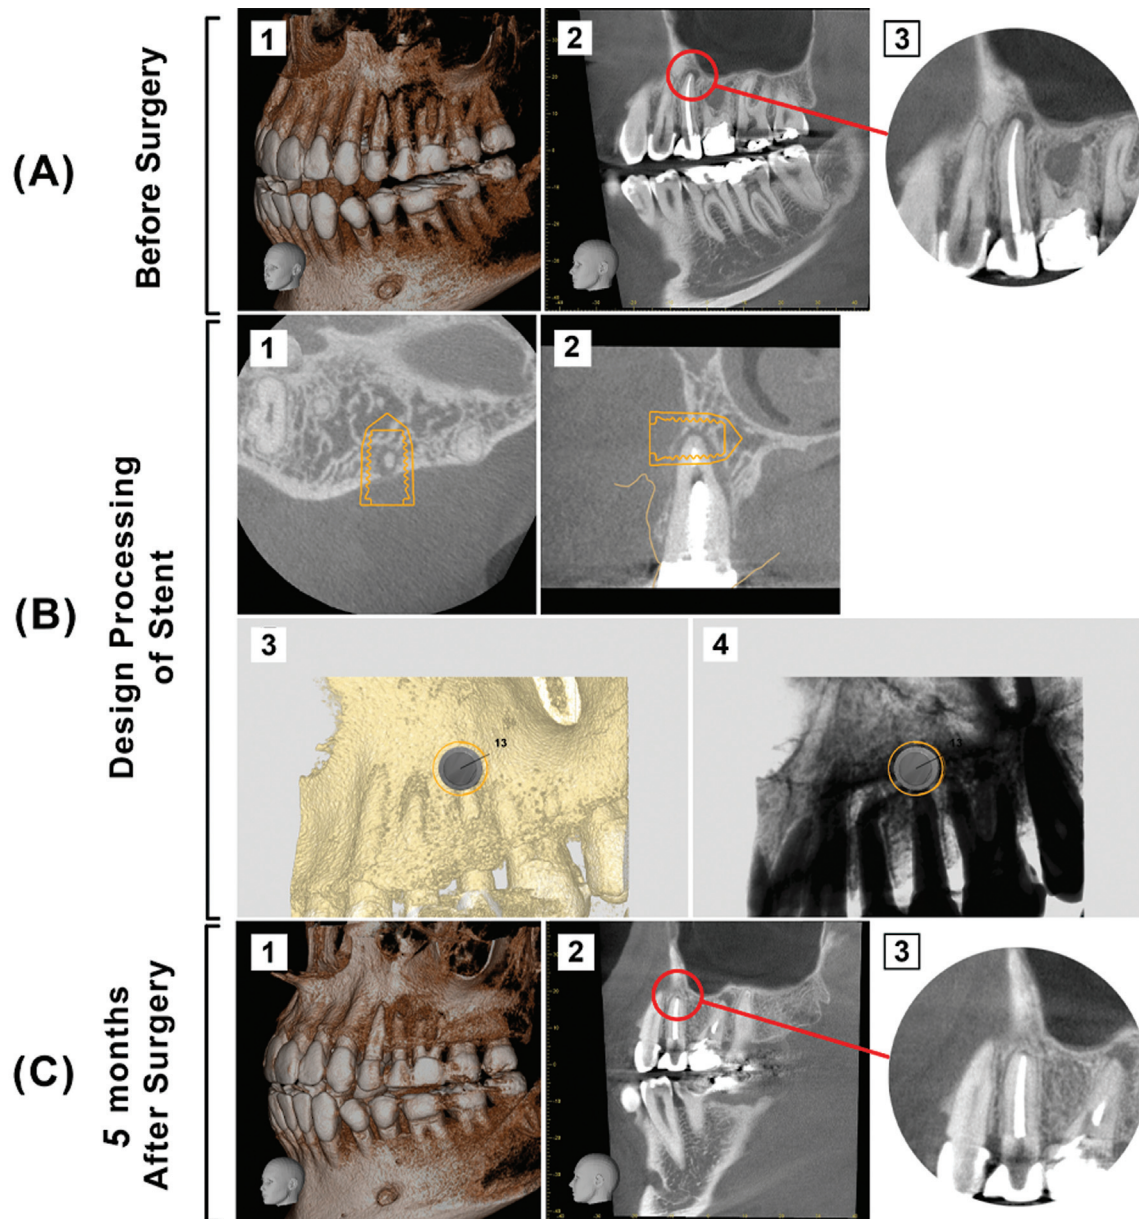 (A)
Before Surgery
1
2
3
(B)
Design Processing
of Stent
1
2
3
13
4
13
(C)
5 months
After Surgery
1
2
3